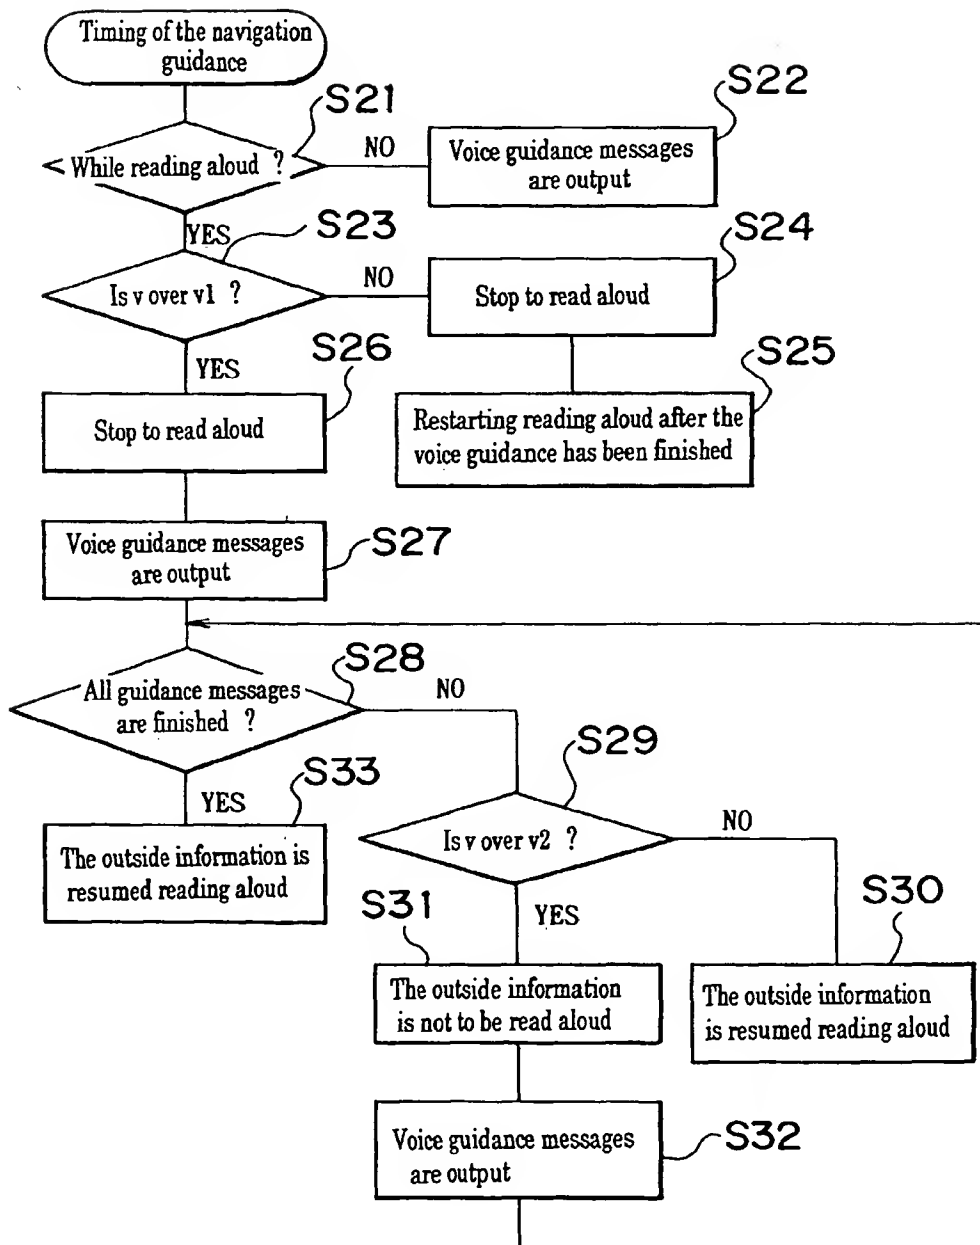 Timing of the navigation
guidance
S21
While reading aloud ?
NO
S22
Voice guidance messages
are output
YES
S23
Is v over v1 ?
NO
S24
Stop to read aloud
S25
Restarting reading aloud after the
voice guidance has been finished
YES
S26
Stop to read aloud
S27
Voice guidance messages
are output
S28
All guidance messages
are finished ?
NO
YES
S33
The outside information is
resumed reading aloud
S29
Is v over v2 ?
NO
S30
The outside information
is resumed reading aloud
YES
S31
The outside information
is not to be read aloud
S32
Voice guidance messages
are output